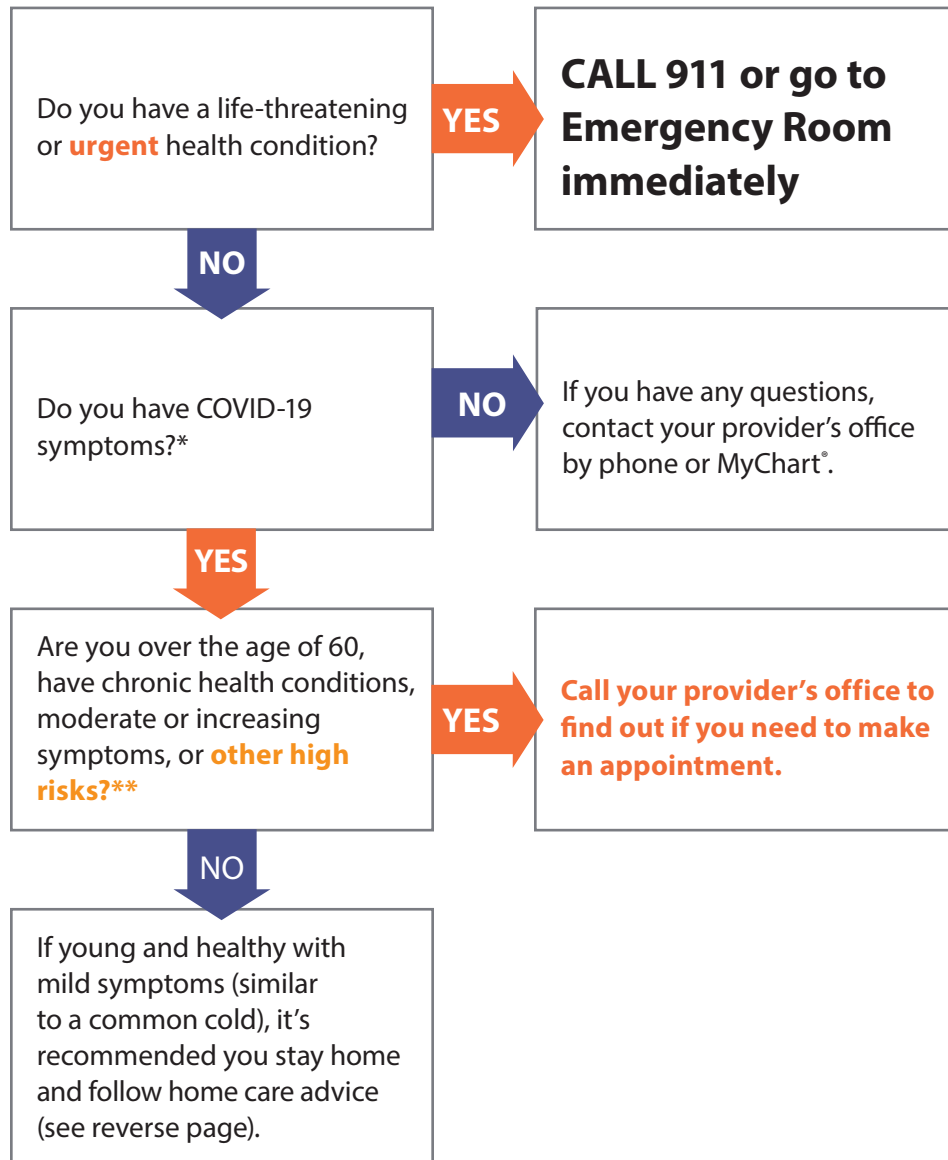 Do you have a life-threatening
or urgent health condition?
YES
CALL 911 or go to
Emergency Room
immediately
NO
Do you have COVID-19
symptoms?*
NO
If you have any questions,
contact your provider's office
by phone or MyChart®.
YES
Are you over the age of 60,
have chronic health conditions,
moderate or increasing
symptoms, or other high
risks?**
YES
Call your provider's office to
find out if you need to make
an appointment.
NO
If young and healthy with
mild symptoms (similar
to a common cold), it's
recommended you stay home
and follow home care advice
(see reverse page).